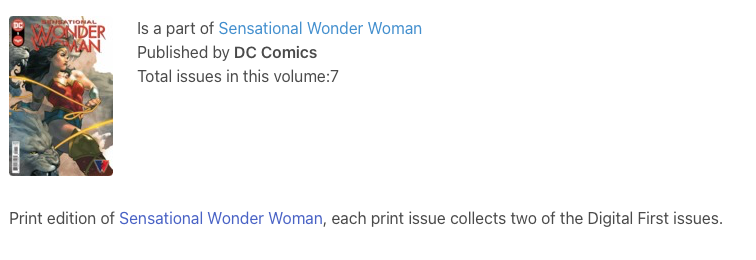 SENSATIONAL
WONDER
WOMAN
DC
Is a part of Sensational Wonder Woman
Published by DC Comics
Total issues in this volume:7
Print edition of Sensational Wonder Woman, each print issue collects two of the Digital First issues.